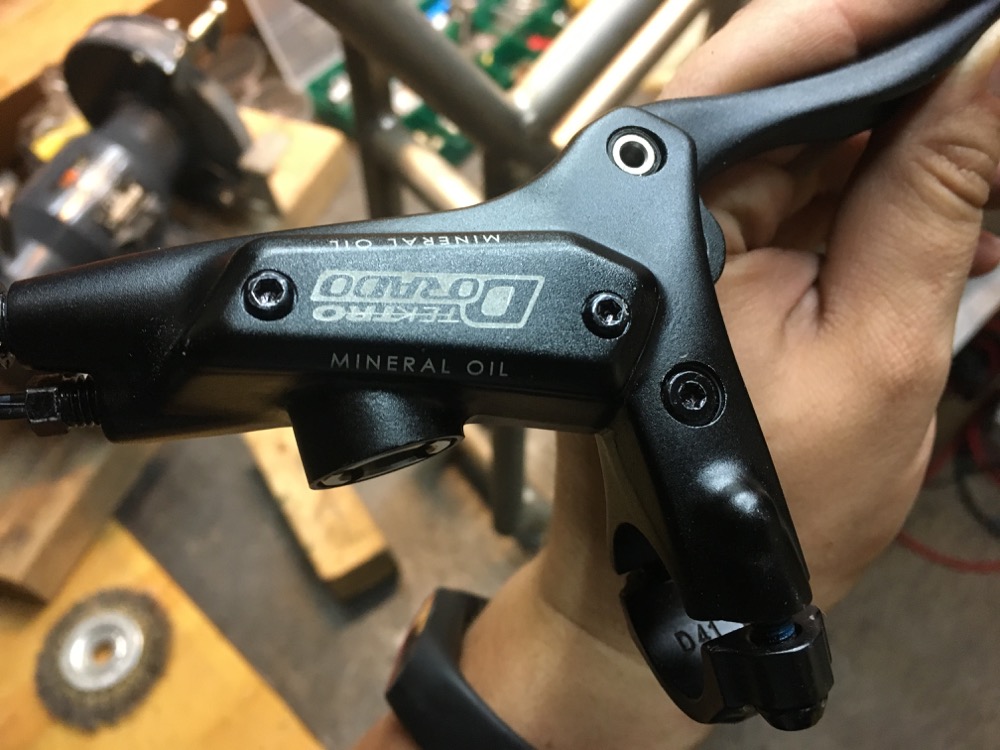 MINERAL OIL
TEKTRO
DORADO
MINERAL OIL
D41